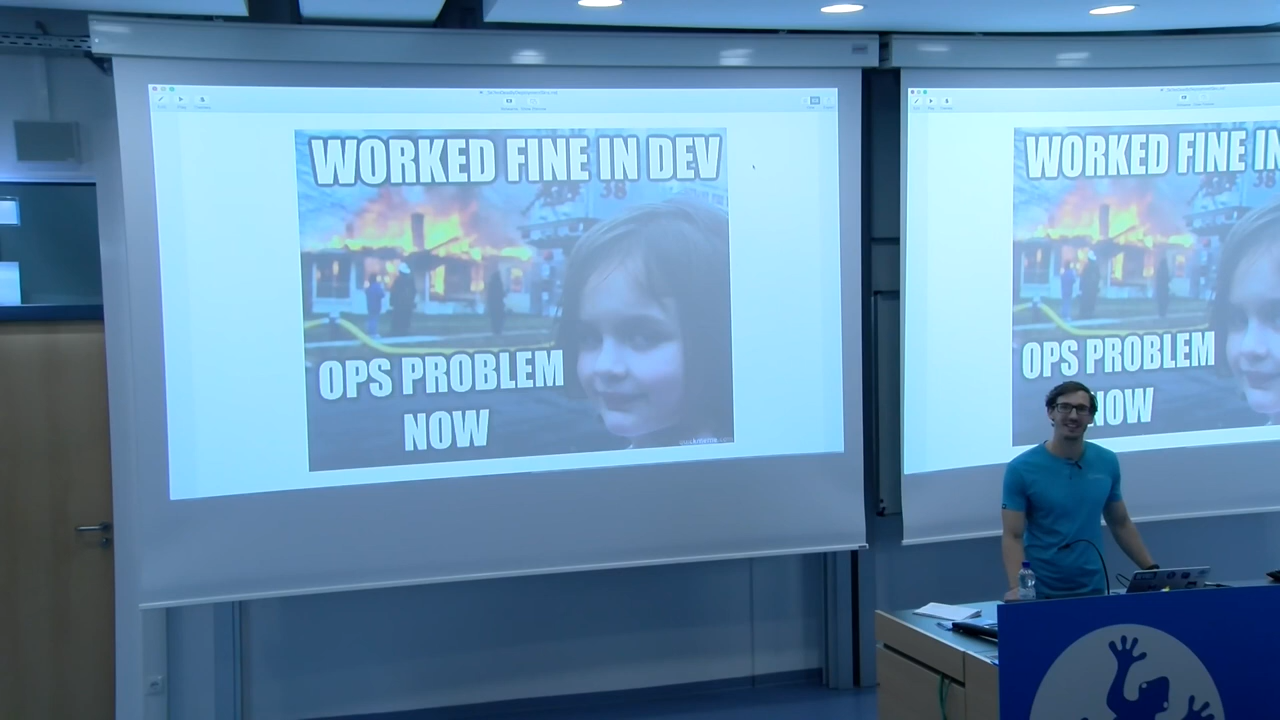 WORKED FINE IN DEV
OPS PROBLEM
NOW
WORKED FINE IN
OPS PROBLEM
NOW